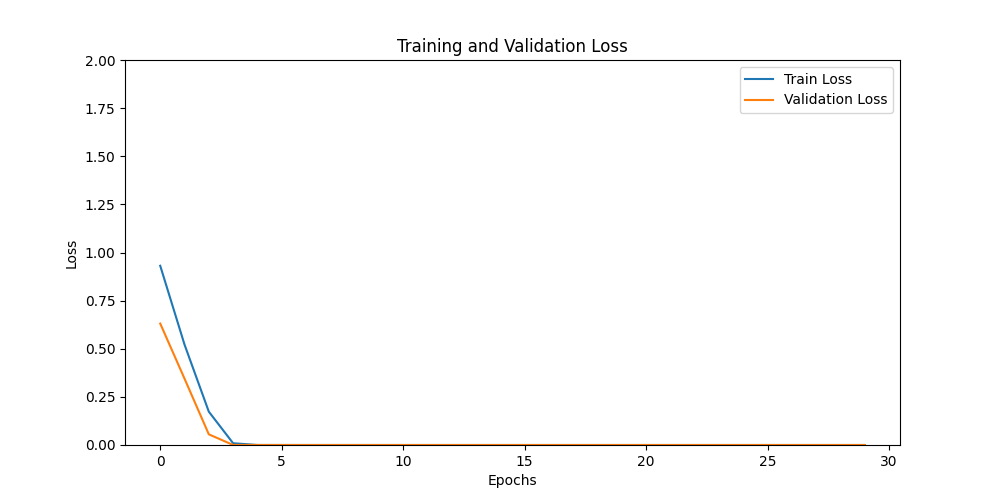 Training and Validation Loss
Train Loss
Validation Loss
2.00
1.75
1.50
1.25
1.00
0.75
0.50
0.25
0.00
Loss
0 5 10 15 20 25 30
Epochs